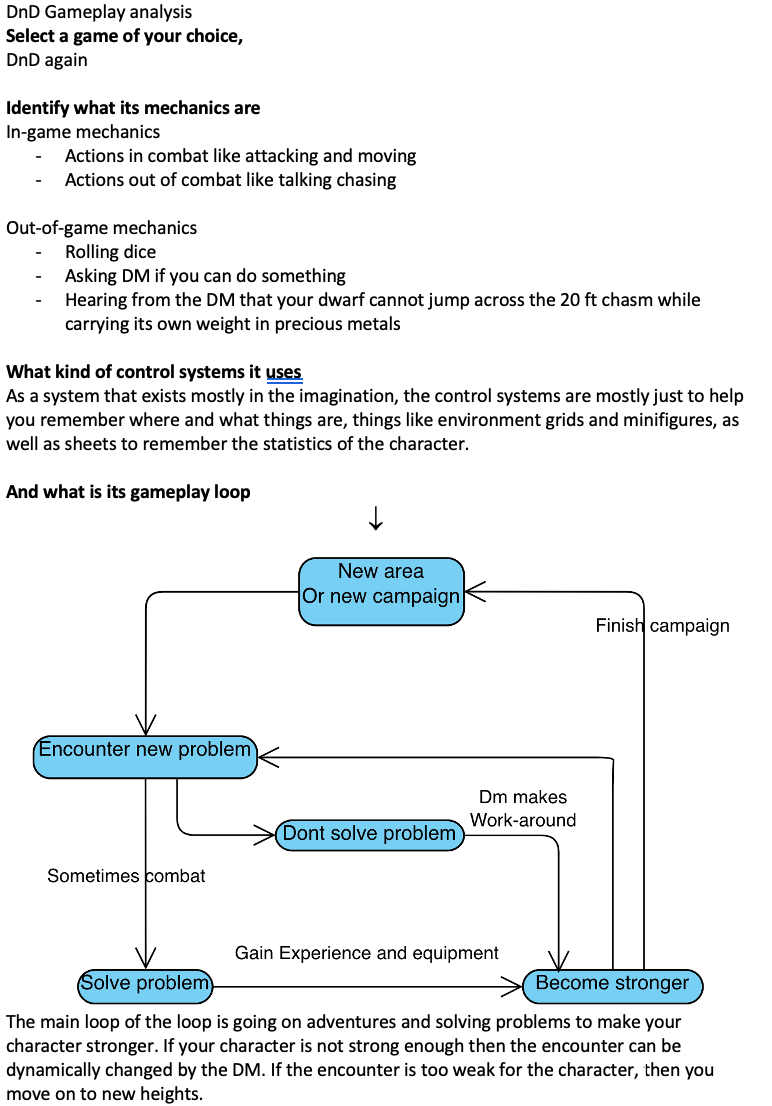 DnD Gameplay analysis
Select a game of your choice,
DnD again
Identify what its mechanics are
In-game mechanics
- Actions in combat like attacking and moving
- Actions out of combat like talking chasing
Out-of-game mechanics
- Rolling dice
- Asking DM if you can do something
- Hearing from the DM that your dwarf cannot jump across the 20 ft chasm while
carrying its own weight in precious metals
What kind of control systems it uses
As a system that exists mostly in the imagination, the control systems are mostly just to help
you remember where and what things are, things like environment grids and minifigures, as
well as sheets to remember the statistics of the character.
And what is its gameplay loop
New area
Or new campaign
Finish campaign
Encounter new problem
Dm makes
Work-around
Dont solve problem
Sometimes combat
Gain Experience and equipment
Solve problem
Become stronger
The main loop of the loop is going on adventures and solving problems to make your
character stronger. If your character is not strong enough then the encounter can be
dynamically changed by the DM. If the encounter is too weak for the character, then you
move on to new heights.